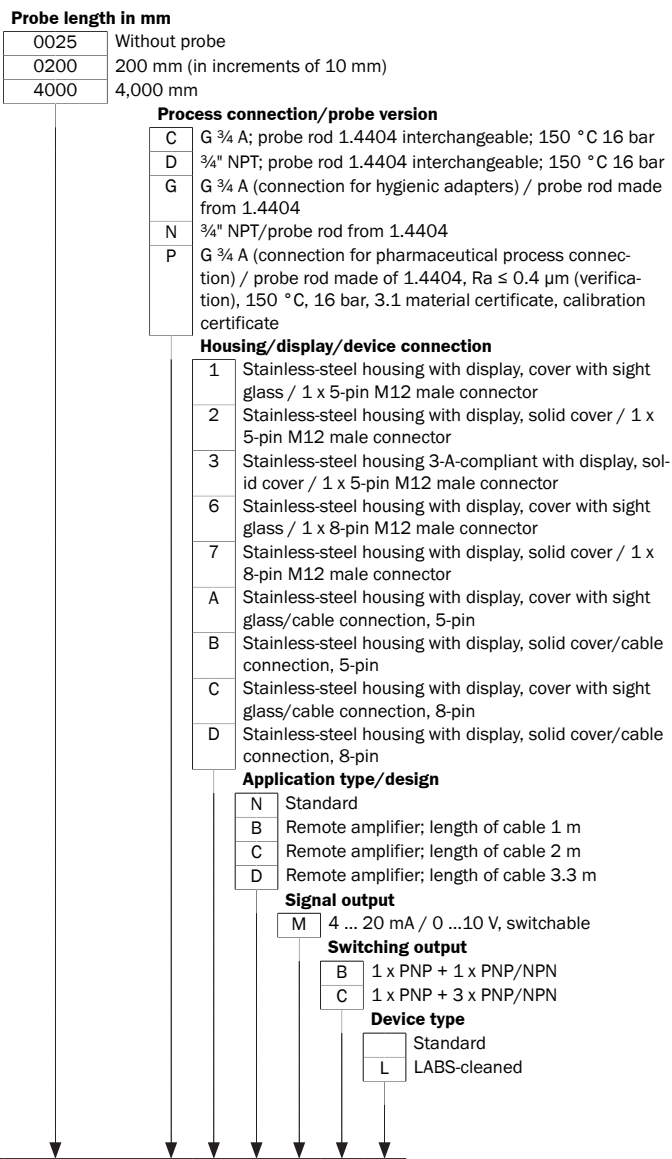 Probe length in mm
0025 Without probe
0200 200 mm (in increments of 10 mm)
4000 4,000 mm
Process connection/probe version
C G ¾ A; probe rod 1.4404 interchangeable; 150 °C 16 bar
D ¾" NPT; probe rod 1.4404 interchangeable; 150 °C 16 bar
G G ¾ A (connection for hygienic adapters) / probe rod made
from 1.4404
N ¾" NPT/probe rod from 1.4404
P G ¾ A (connection for pharmaceutical process connec-
tion) / probe rod made of 1.4404, Ra ≤ 0.4 µm (verifica-
tion), 150 °C, 16 bar, 3.1 material certificate, calibration
certificate
Housing/display/device connection
1 Stainless-steel housing with display, cover with sight
glass / 1 x 5-pin M12 male connector
2 Stainless-steel housing with display, solid cover / 1 x
5-pin M12 male connector
3 Stainless-steel housing 3-A-compliant with display, sol-
id cover / 1 x 5-pin M12 male connector
6 Stainless-steel housing with display, cover with sight
glass / 1 x 8-pin M12 male connector
7 Stainless-steel housing with display, solid cover / 1 x
8-pin M12 male connector
A Stainless-steel housing with display, cover with sight
glass/cable connection, 5-pin
B Stainless-steel housing with display, solid cover/cable
connection, 5-pin
C Stainless-steel housing with display, cover with sight
glass/cable connection, 8-pin
D Stainless-steel housing with display, solid cover/cable
connection, 8-pin
Application type/design
N Standard
B Remote amplifier; length of cable 1 m
C Remote amplifier; length of cable 2 m
D Remote amplifier; length of cable 3.3 m
Signal output
M 4 ... 20 mA / 0 ...10 V, switchable
Switching output
B 1 x PNP + 1 x PNP/NPN
C 1 x PNP + 3 x PNP/NPN
Device type
Standard
L LABS-cleaned